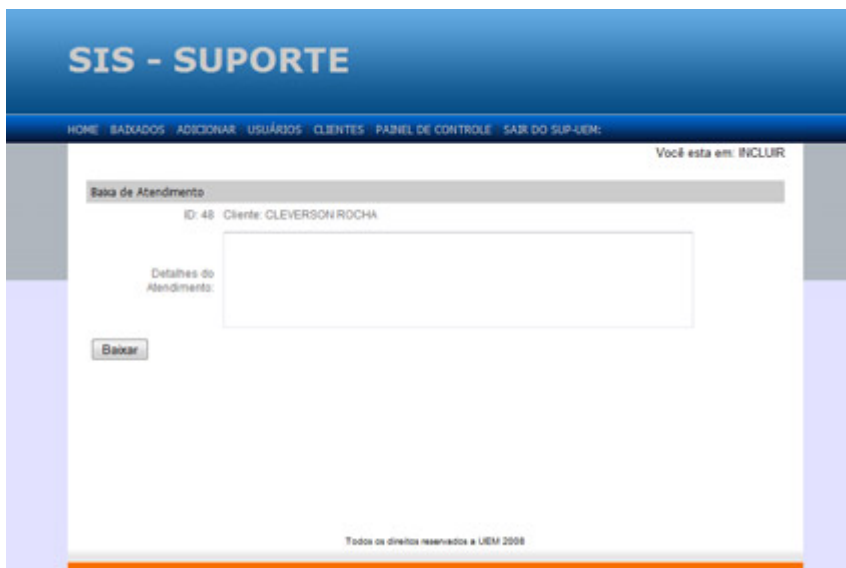 SIS - SUPORTE
HOME BAIXADOS ADICIONAR USUÁRIOS CLIENTES PAINEL DE CONTROLE SAIR DO SUP-UEM:
Você esta em: INCLUIR
Baixa de Atendimento
ID: 48 Cliente: CLEVERSON ROCHA
Detalhes do
Atendimento:
Baixar
Todos os direitos reservados a UEM 2008